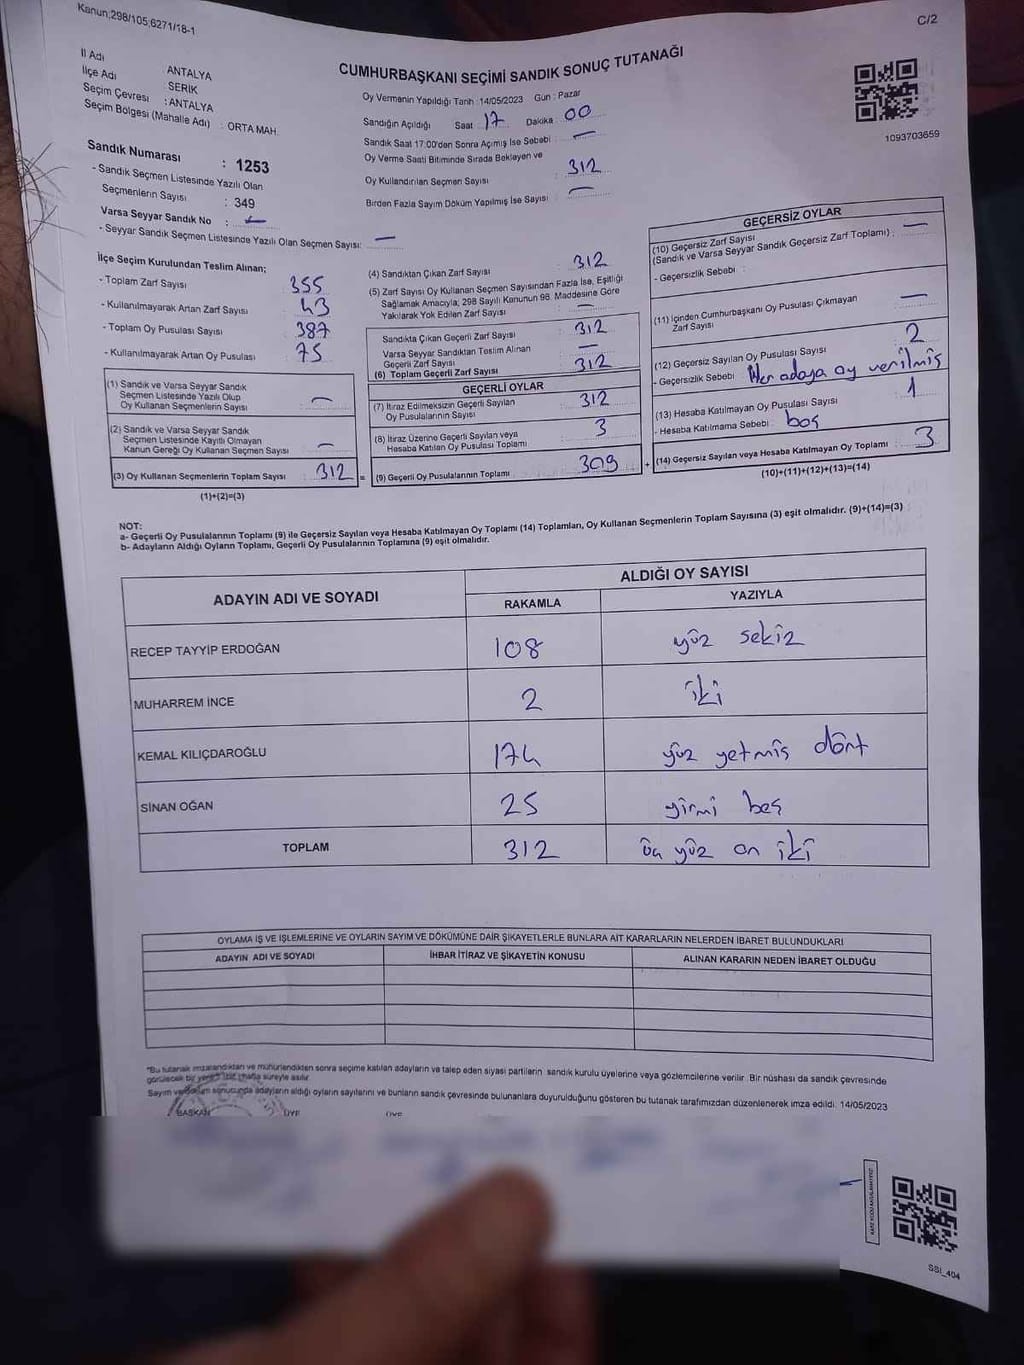 Kanun;298/105;6271/18-1
C/2
CUMHURBAŞKANI SEÇİMİ SANDIK SONUÇ TUTANAĞI
İl Adı : ANTALYA
İlçe Adı : SERİK
Seçim Çevresi : ANTALYA
Seçim Bölgesi (Mahalle Adı) : ORTA MAH.
Oy Vermenin Yapıldığı Tarih : 14/05/2023 Gün : Pazar
Sandığın Açıldığı Saat 17 Dakika 00
Sandık Saat 17:00'den Sonra Açımış İse Sebebi : —
Oy Verme Saati Bitiminde Sırada Bekleyen ve
Oy Kullandırılan Seçmen Sayısı : 312
Birden Fazla Sayım Döküm Yapılmış İse Sayısı : —
1093703659
Sandık Numarası : 1253
- Sandık Seçmen Listesinde Yazılı Olan
Seçmenlerin Sayısı : 349
Varsa Seyyar Sandık No : —
- Seyyar Sandık Seçmen Listesinde Yazılı Olan Seçmen Sayısı: —
İlçe Seçim Kurulundan Teslim Alınan;
- Toplam Zarf Sayısı 355
- Kullanılmayarak Artan Zarf Sayısı 43
- Toplam Oy Pusulası Sayısı 387
- Kullanılmayarak Artan Oy Pusulası 75
(1) Sandık ve Varsa Seyyar Sandık
Seçmen Listesinde Yazılı Olup
Oy Kullanan Seçmenlerin Sayısı —
(2) Sandık ve Varsa Seyyar Sandık
Seçmen Listesinde Kayıtlı Olmayan
Kanun Gereği Oy Kullanan Seçmen Sayısı —
(3) Oy Kullanan Seçmenlerin Toplam Sayısı 312 =
(1)+(2)=(3)
(4) Sandıktan Çıkan Zarf Sayısı 312
(5) Zarf Sayısı Oy Kullanan Seçmen Sayısından Fazla İse, Eşitliği
Sağlamak Amacıyla; 298 Sayılı Kanunun 98. Maddesine Göre
Yakılarak Yok Edilen Zarf Sayısı : —
Sandıkta Çıkan Geçerli Zarf Sayısı 312
Varsa Seyyar Sandıktan Teslim Alınan
Geçerli Zarf Sayısı —
(6) Toplam Geçerli Zarf Sayısı 312
GEÇERLİ OYLAR
(7) İtiraz Edilmeksizin Geçerli Sayılan
Oy Pusulalarının Sayısı 312
(8) İtiraz Üzerine Geçerli Sayılan veya
Hesaba Katılan Oy Pusulası Toplamı 3
(9) Geçerli Oy Pusulalarının Toplamı 309 +
GEÇERSİZ OYLAR
(10) Geçersiz Zarf Sayısı
(Sandık ve Varsa Seyyar Sandık Geçersiz Zarf Toplamı) : —
- Geçersizlik Sebebi :
(11) İçinden Cumhurbaşkanı Oy Pusulası Çıkmayan
Zarf Sayısı —
(12) Geçersiz Sayılan Oy Pusulası Sayısı 2
- Geçersizlik Sebebi Her adaya oy verilmiş
(13) Hesaba Katılmayan Oy Pusulası Sayısı 1
- Hesaba Katılmama Sebebi : boş
(14) Geçersiz Sayılan veya Hesaba Katılmayan Oy Toplamı 3
(10)+(11)+(12)+(13)=(14)
NOT:
a- Geçerli Oy Pusulalarının Toplamı (9) ile Geçersiz Sayılan veya Hesaba Katılmayan Oy Toplamı (14) Toplamları, Oy Kullanan Seçmenlerin Toplam Sayısına (3) eşit olmalıdır. (9)+(14)=(3)
b- Adayların Aldığı Oyların Toplamı, Geçerli Oy Pusulalarının Toplamına (9) eşit olmalıdır.
ADAYIN ADI VE SOYADI
ALDIĞI OY SAYISI
RAKAMLA YAZIYLA
RECEP TAYYİP ERDOĞAN 108 yüz sekiz
MUHARREM İNCE 2 iki
KEMAL KILIÇDAROĞLU 174 yüz yetmiş dört
SİNAN OĞAN 25 yirmi beş
TOPLAM 312 üç yüz on iki
OYLAMA İŞ VE İŞLEMLERİNE VE OYLARIN SAYIM VE DÖKÜMÜNE DAİR ŞİKAYETLERLE BUNLARA AİT KARARLARIN NELERDEN İBARET BULUNDUKLARI
ADAYIN ADI VE SOYADI İHBAR İTİRAZ VE ŞİKAYETİN KONUSU ALINAN KARARIN NEDEN İBARET OLDUĞU
*Bu tutanak imzalandıktan ve mühürlendikten sonra seçime katılan adayların ve talep eden siyasi partilerin sandık kurulu üyelerine veya gözlemcilerine verilir. Bir nüshası da sandık çevresinde
görülecek bir yere bir hafta süreyle asılır.
Sayım ve döküm sonucunda adayların aldığı oyların sayılarını ve bunların sandık çevresinde bulunanlara duyurulduğunu gösteren bu tutanak tarafımızdan düzenlenerek imza edildi. 14/05/2023
BAŞKAN ÜYE ÜYE
SSI_404